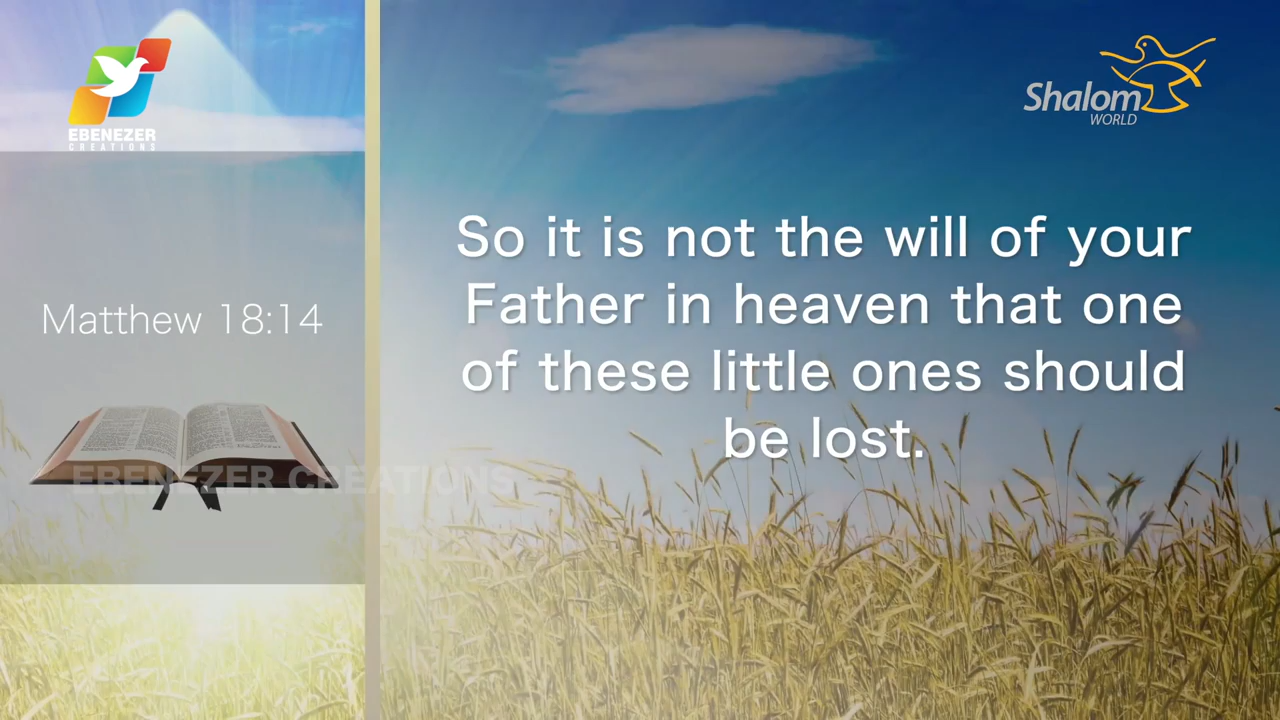 EBENEZER
CREATIONS
Shalom
WORLD
Matthew 18:14
So it is not the will of your
Father in heaven that one
of these little ones should
be lost.
EBENEZER CREATIONS